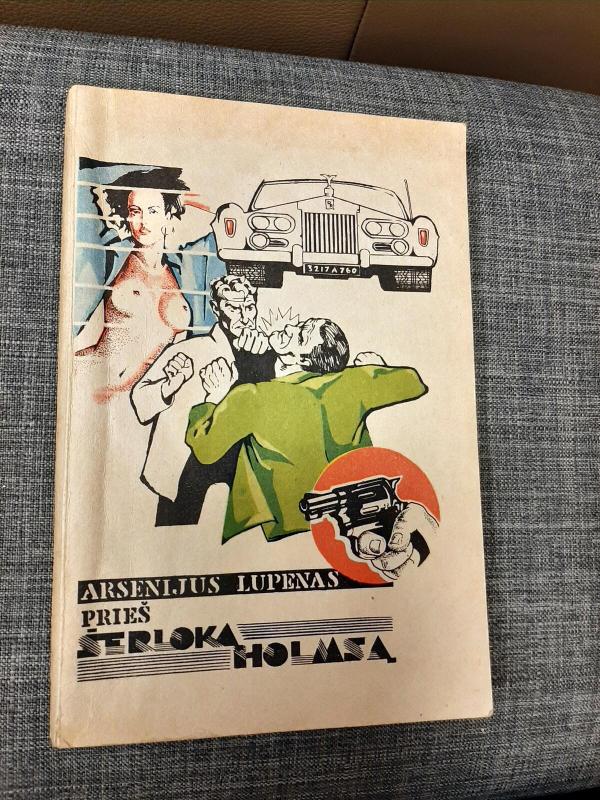 3217A760
ARSENIJUS LUPENAS
PRIEŠ
ŠERLOKĄ
HOLMSĄ